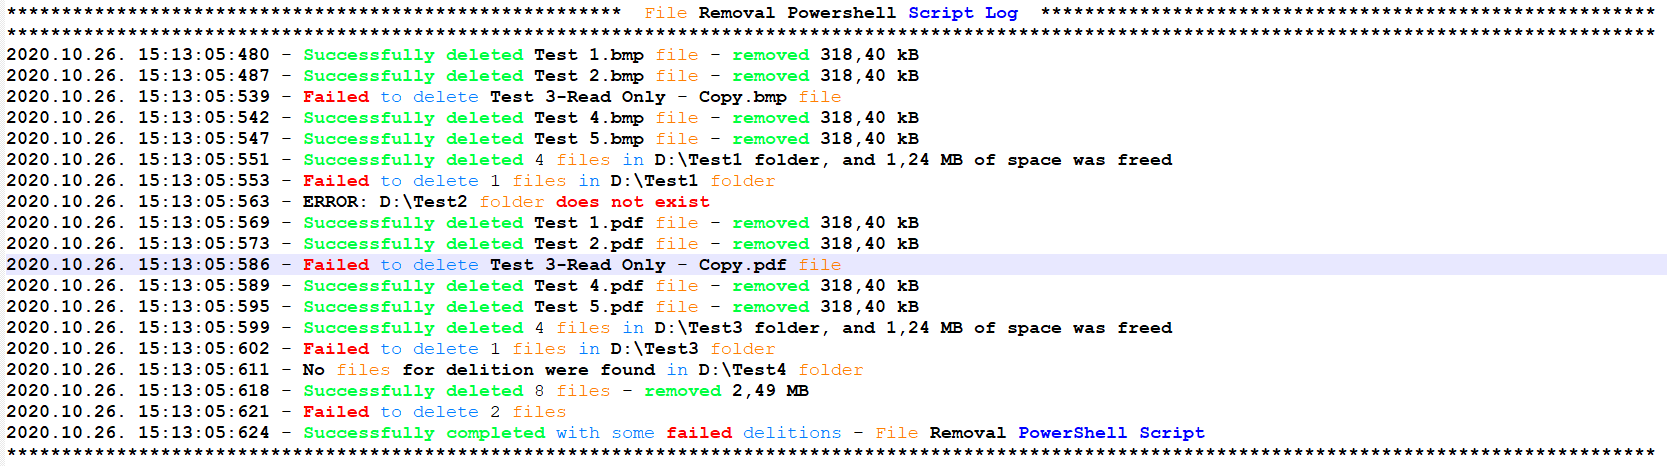 ******************************************************** File Removal Powershell Script Log ********************************************************
******************************************************************************************************************************************************
2020.10.26. 15:13:05:480 - Successfully deleted Test 1.bmp file - removed 318,40 kB
2020.10.26. 15:13:05:487 - Successfully deleted Test 2.bmp file - removed 318,40 kB
2020.10.26. 15:13:05:539 - Failed to delete Test 3-Read Only - Copy.bmp file
2020.10.26. 15:13:05:542 - Successfully deleted Test 4.bmp file - removed 318,40 kB
2020.10.26. 15:13:05:547 - Successfully deleted Test 5.bmp file - removed 318,40 kB
2020.10.26. 15:13:05:551 - Successfully deleted 4 files in D:\Test1 folder, and 1,24 MB of space was freed
2020.10.26. 15:13:05:553 - Failed to delete 1 files in D:\Test1 folder
2020.10.26. 15:13:05:563 - ERROR: D:\Test2 folder does not exist
2020.10.26. 15:13:05:569 - Successfully deleted Test 1.pdf file - removed 318,40 kB
2020.10.26. 15:13:05:573 - Successfully deleted Test 2.pdf file - removed 318,40 kB
2020.10.26. 15:13:05:586 - Failed to delete Test 3-Read Only - Copy.pdf file
2020.10.26. 15:13:05:589 - Successfully deleted Test 4.pdf file - removed 318,40 kB
2020.10.26. 15:13:05:595 - Successfully deleted Test 5.pdf file - removed 318,40 kB
2020.10.26. 15:13:05:599 - Successfully deleted 4 files in D:\Test3 folder, and 1,24 MB of space was freed
2020.10.26. 15:13:05:602 - Failed to delete 1 files in D:\Test3 folder
2020.10.26. 15:13:05:611 - No files for delition were found in D:\Test4 folder
2020.10.26. 15:13:05:618 - Successfully deleted 8 files - removed 2,49 MB
2020.10.26. 15:13:05:621 - Failed to delete 2 files
2020.10.26. 15:13:05:624 - Successfully completed with some failed delitions - File Removal PowerShell Script
******************************************************************************************************************************************************